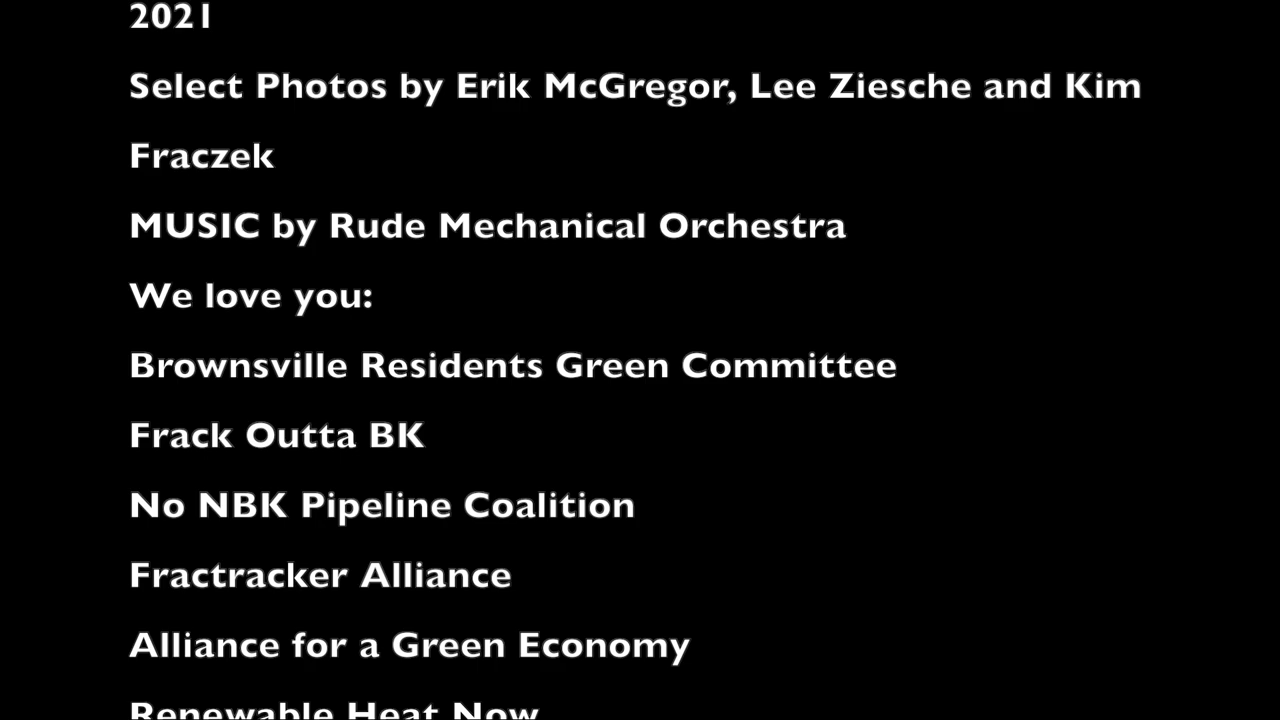 2021
Select Photos by Erik McGregor, Lee Ziesche and Kim
Fraczek
MUSIC by Rude Mechanical Orchestra
We love you:
Brownsville Residents Green Committee
Frack Outta BK
No NBK Pipeline Coalition
Fractracker Alliance
Alliance for a Green Economy
Renewable Heat Now